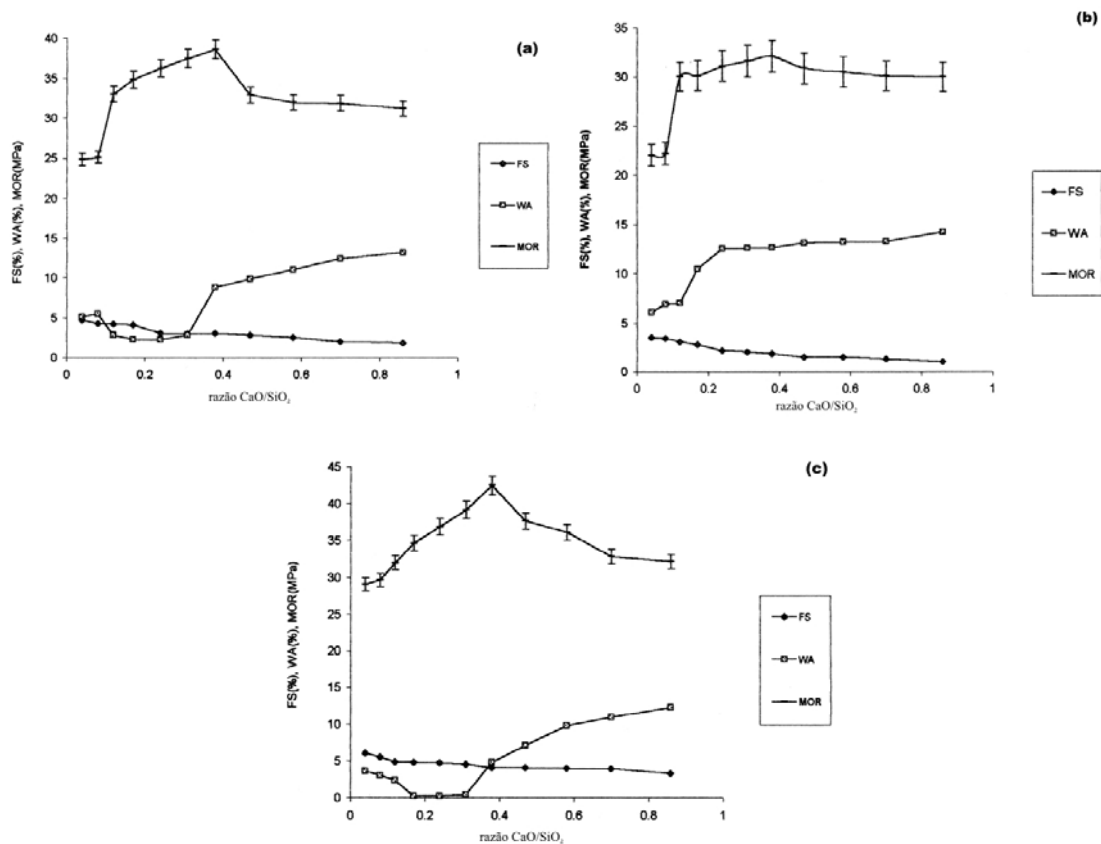 (a)
FS(%), WA(%), MOR(MPa)
40
35
30
25
20
15
10
5
0
0
0.2
0.4
0.6
0.8
1
razão CaO/SiO₂
FS
WA
MOR
(b)
FS(%), WA(%), MOR(MPa)
35
30
25
20
15
10
5
0
0
0.2
0.4
0.6
0.8
1
razão CaO/SiO₂
FS
WA
MOR
(c)
FS(%), WA(%), MOR(MPa)
45
40
35
30
25
20
15
10
5
0
0
0.2
0.4
0.6
0.8
1
razão CaO/SiO₂
FS
WA
MOR